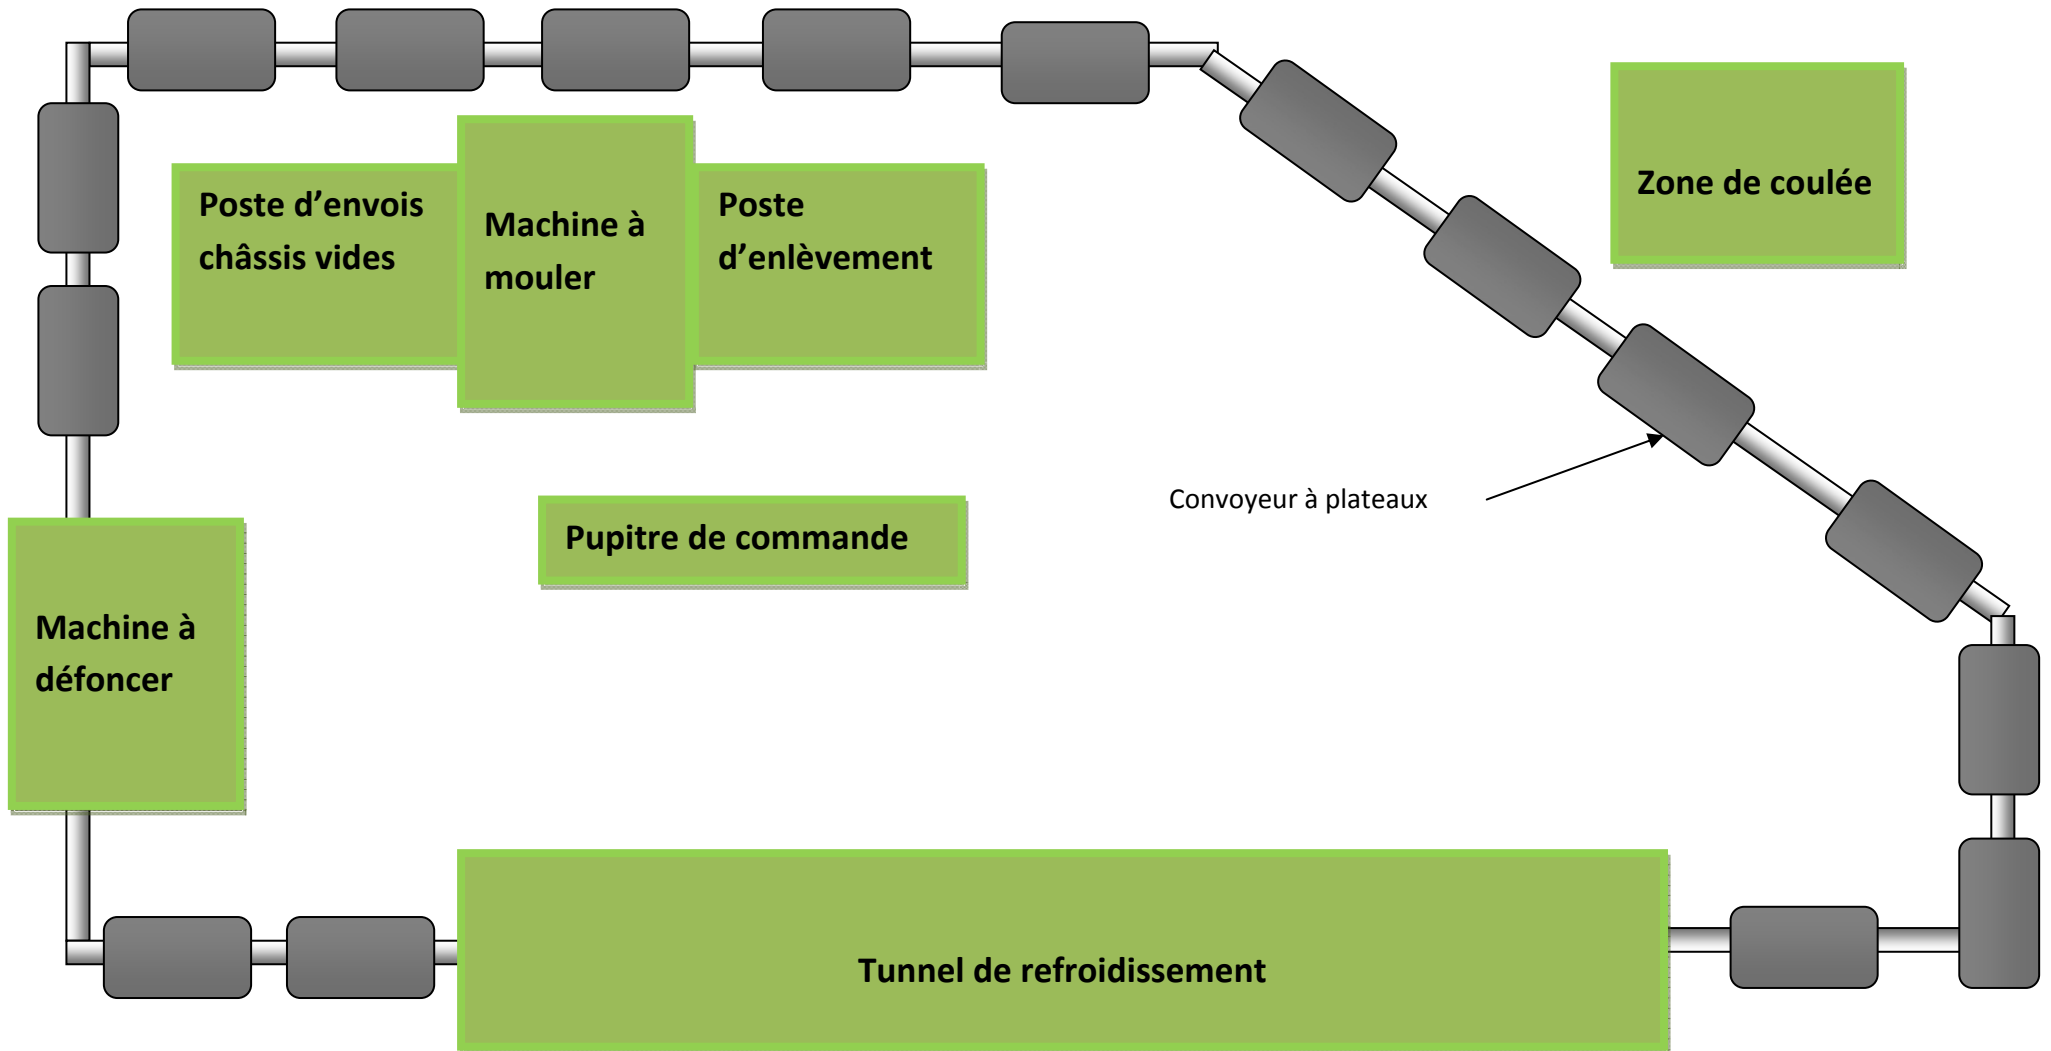 Poste d’envois
châssis vides
Machine à
mouler
Poste
d’enlèvement
Zone de coulée
Convoyeur à plateaux
Pupitre de commande
Machine à
défoncer
Tunnel de refroidissement